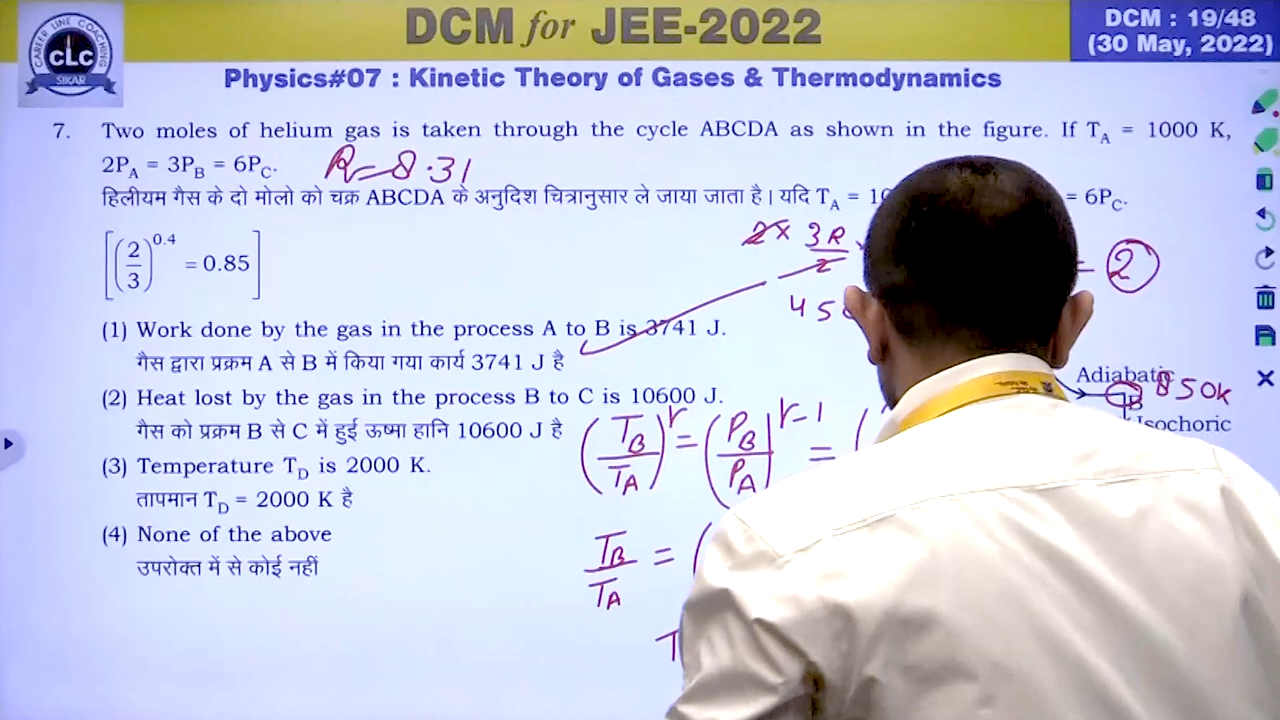 DCM for JEE-2022
DCM : 19/48
(30 May, 2022)
CAREER LINE COACHING
CLC
SIKAR
Physics#07 : Kinetic Theory of Gases & Thermodynamics
7. Two moles of helium gas is taken through the cycle ABCDA as shown in the figure. If T_A = 1000 K,
2P_A = 3P_B = 6P_C.
R=8.31
हिलीयम गैस के दो मोलो को चक्र ABCDA के अनुदिश चित्रानुसार ले जाया जाता है। यदि T_A = = 6P_C.
[(2/3)^0.4 = 0.85]
2 × 3R/2
= 2
45
(1) Work done by the gas in the process A to B is 3741 J.
गैस द्वारा प्रक्रम A से B में किया गया कार्य 3741 J है
Adiabatic
850K
B
Isochoric
(2) Heat lost by the gas in the process B to C is 10600 J.
गैस को प्रक्रम B से C में हुई ऊष्मा हानि 10600 J है
(T_B/T_A)^r = (P_B/P_A)^r-1 = (
(3) Temperature T_D is 2000 K.
तापमान T_D = 2000 K है
(4) None of the above
उपरोक्त में से कोई नहीं
T_B/T_A = (
T